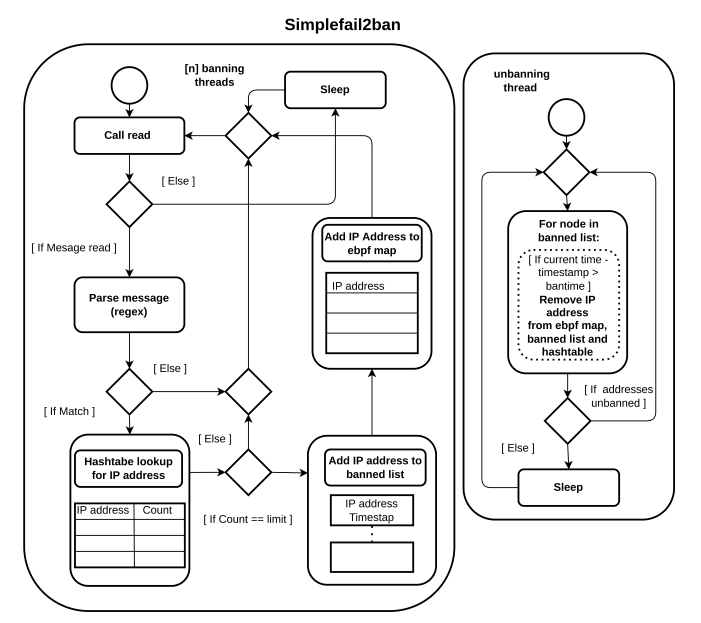 Simplefail2ban
[n] banning
threads
Sleep
Call read
[ Else ]
[ If Mesage read ]
Add IP Address to
ebpf map
IP address
Parse message
(regex)
[ Else ]
[ If Match ]
[ Else ]
Hashtabe lookup
for IP address
IP address Count
[ If Count == limit ]
Add IP address to
banned list
IP address
Timestap
unbanning
thread
For node in
banned list:
[ If current time -
timestamp >
bantime ]
Remove IP
address
from ebpf map,
banned list and
hashtable
[ If addresses
unbanned ]
[ Else ]
Sleep